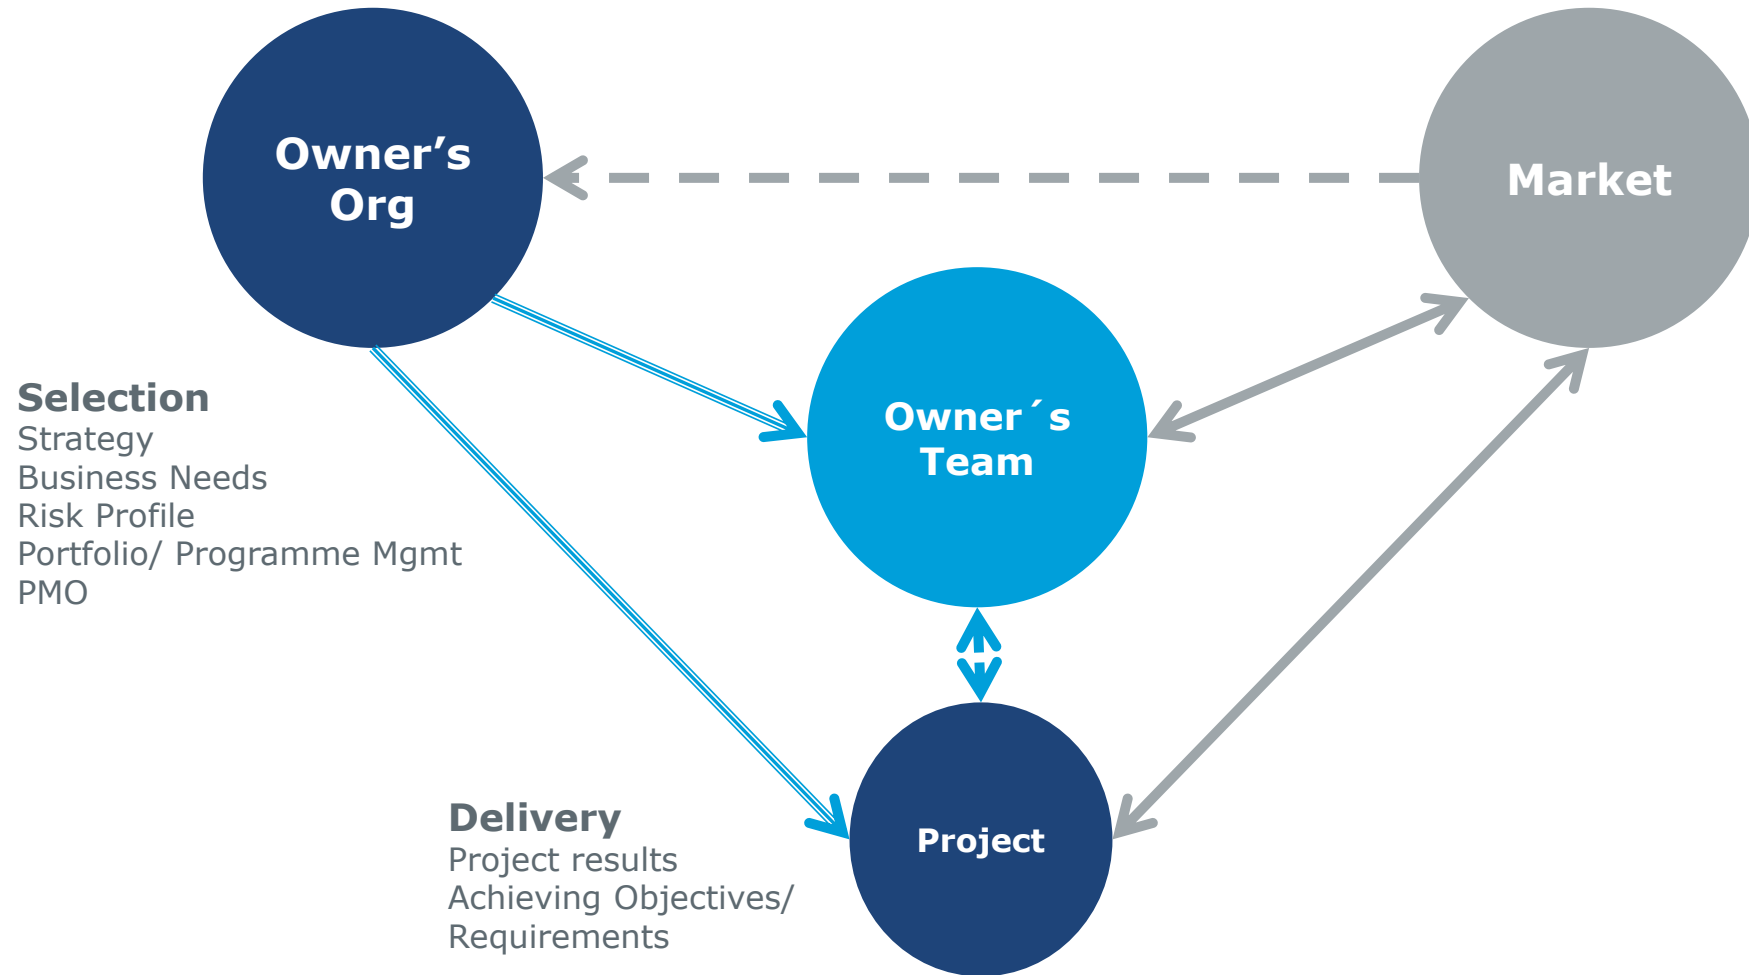 Owner’s
Org
Market
Owner´s
Team
Selection
Strategy
Business Needs
Risk Profile
Portfolio/ Programme Mgmt
PMO
Delivery
Project results
Achieving Objectives/
Requirements
Project